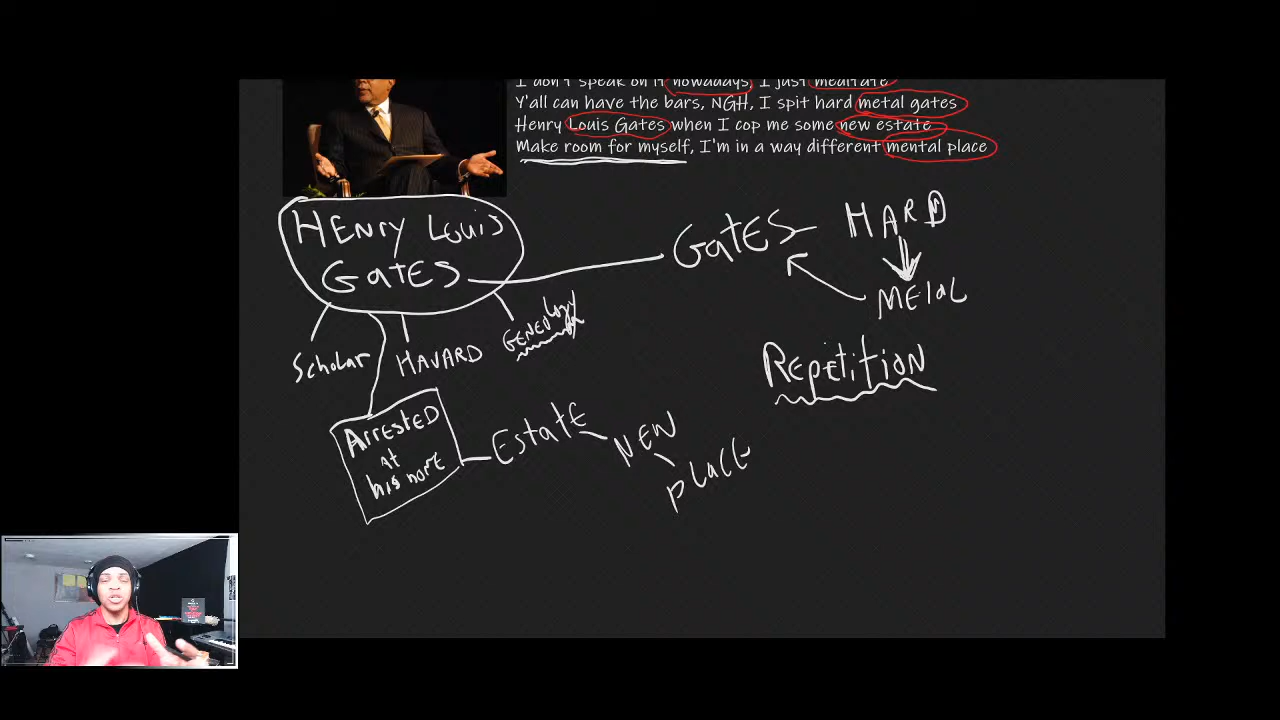 I don't speak on it nowadays, I just meditate
Y'all can have the bars, NGH, I spit hard metal gates
Henry Louis Gates when I cop me some new estate
Make room for myself, I'm in a way different mental place
HENRY LOUIS
GATES
GATES
HARD
METAL
Scholar
HAVARD
GENEOLOGY
REPETITION
ARRESTED
at
his
ESTATE
NEW
PLACE